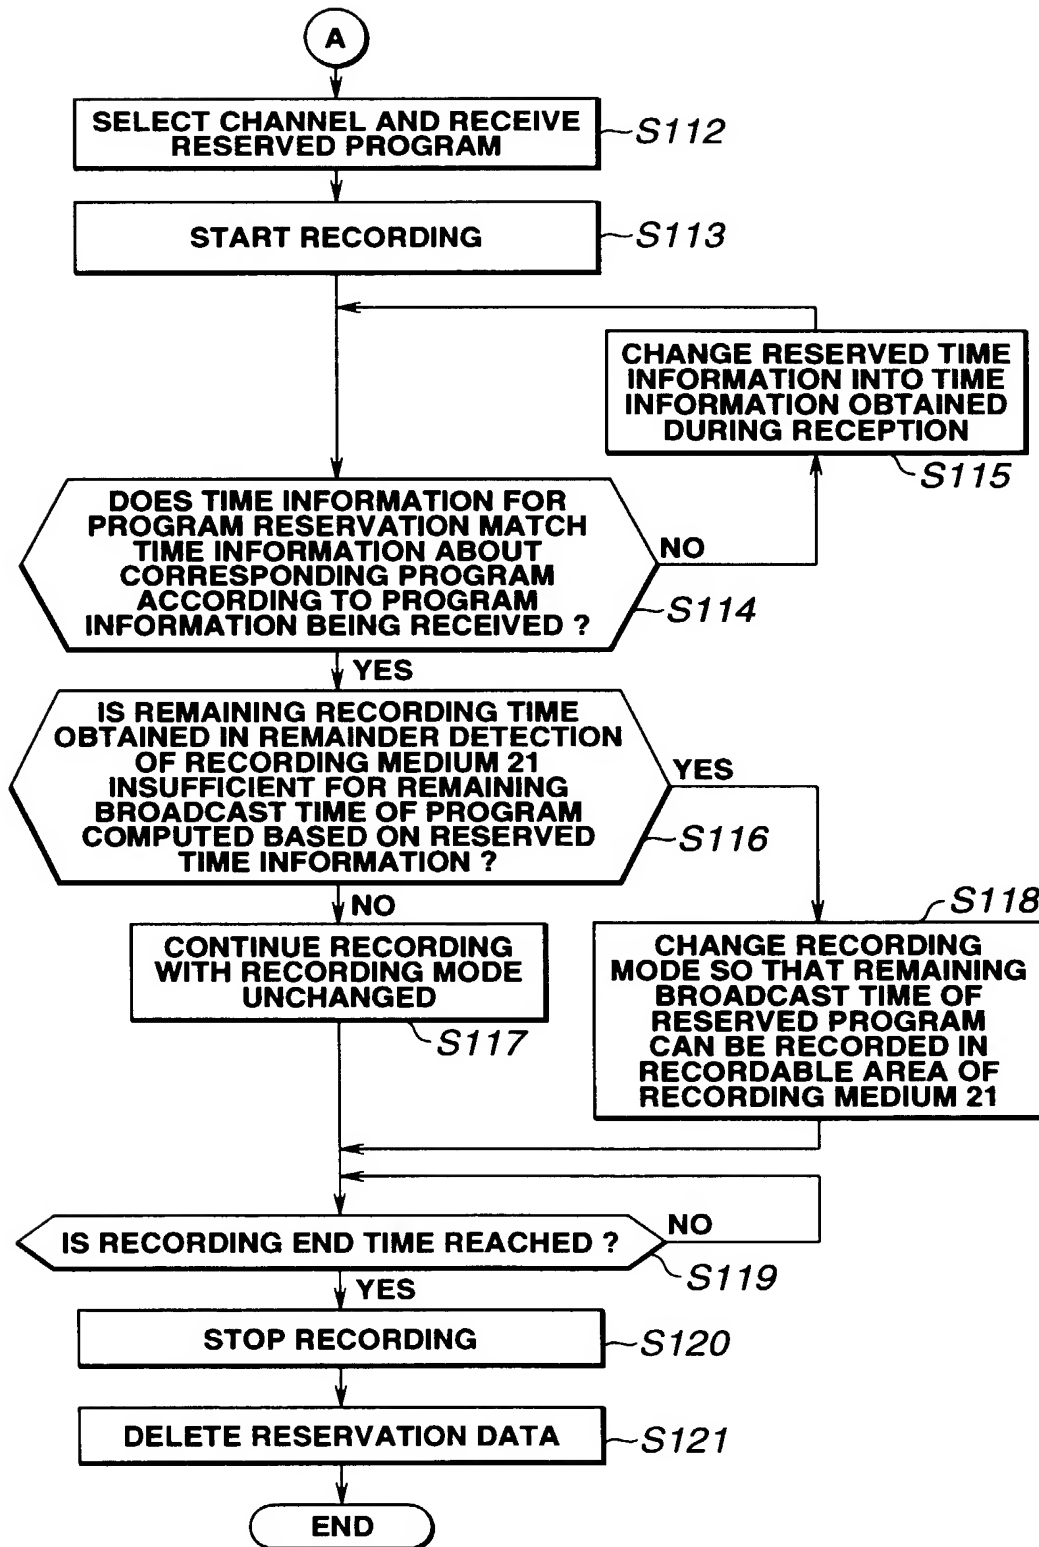 A
SELECT CHANNEL AND RECEIVE
RESERVED PROGRAM
S112
START RECORDING
S113
CHANGE RESERVED TIME
INFORMATION INTO TIME
INFORMATION OBTAINED
DURING RECEPTION
S115
DOES TIME INFORMATION FOR
PROGRAM RESERVATION MATCH
TIME INFORMATION ABOUT
CORRESPONDING PROGRAM
ACCORDING TO PROGRAM
INFORMATION BEING RECEIVED ?
NO
S114
YES
IS REMAINING RECORDING TIME
OBTAINED IN REMAINDER DETECTION
OF RECORDING MEDIUM 21
INSUFFICIENT FOR REMAINING
BROADCAST TIME OF PROGRAM
COMPUTED BASED ON RESERVED
TIME INFORMATION ?
YES
S116
NO
CONTINUE RECORDING
WITH RECORDING MODE
UNCHANGED
S117
S118
CHANGE RECORDING
MODE SO THAT REMAINING
BROADCAST TIME OF
RESERVED PROGRAM
CAN BE RECORDED IN
RECORDABLE AREA OF
RECORDING MEDIUM 21
IS RECORDING END TIME REACHED ?
NO
S119
YES
STOP RECORDING
S120
DELETE RESERVATION DATA
S121
END